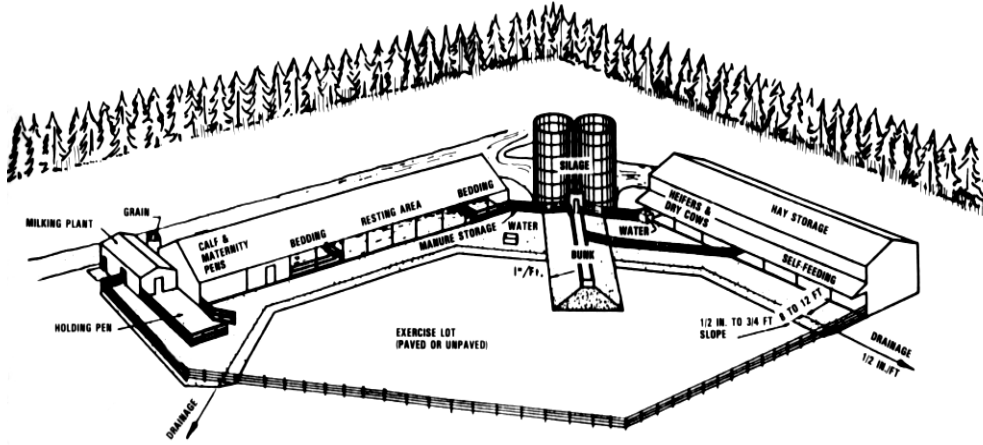 SILAGE
GRAIN
MILKING PLANT
BEDDING
RESTING AREA
HEIFERS &
DRY COWS
HAY STORAGE
CALF &
MATERNITY
PENS
BEDDING
MANURE STORAGE
WATER
WATER
BUNK
SELF-FEEDING
1"/Ft.
8 TO 12 FT
1/2 IN. TO 3/4 FT
SLOPE
HOLDING PEN
EXERCISE LOT
(PAVED OR UNPAVED)
DRAINAGE
1/2 IN./FT
DRAINAGE